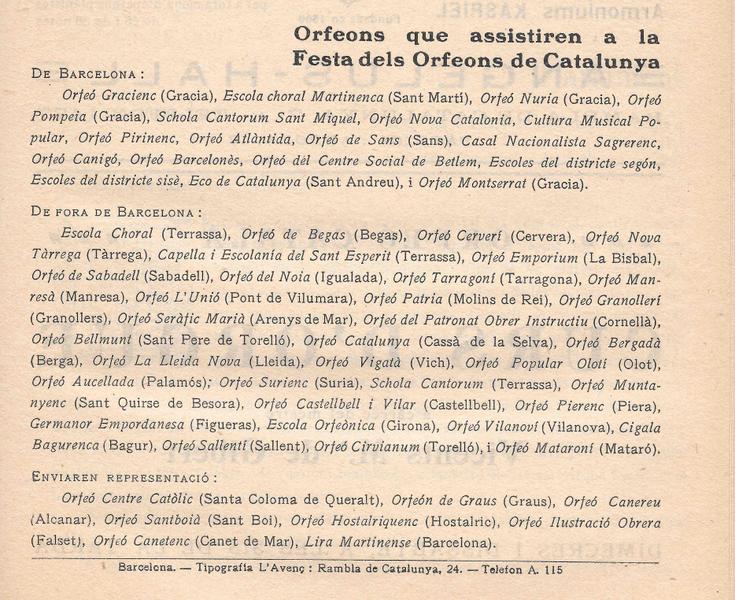 Orfeons que assistiren a la
Festa dels Orfeons de Catalunya
De Barcelona:
Orfeó Gracienc (Gracia), Escola choral Martinenca (Sant Martí), Orfeó Nuria (Gracia), Orfeó
Pompeia (Gracia), Schola Cantorum Sant Miquel, Orfeó Nova Catalonia, Cultura Musical Po-
pular, Orfeó Pirinenc, Orfeó Atlàntida, Orfeó de Sans (Sans), Casal Nacionalista Sagrerenc,
Orfeó Canigó, Orfeó Barcelonès, Orfeó del Centre Social de Betlem, Escoles del districte segón,
Escoles del districte sisè, Eco de Catalunya (Sant Andreu), i Orfeó Montserrat (Gracia).
De fora de Barcelona:
Escola Choral (Terrassa), Orfeó de Begas (Begas), Orfeó Cerverí (Cervera), Orfeó Nova
Tàrrega (Tàrrega), Capella i Escolanía del Sant Esperit (Terrassa), Orfeó Emporium (La Bisbal),
Orfeó de Sabadell (Sabadell), Orfeó del Noia (Igualada), Orfeó Tarragoní (Tarragona), Orfeó Man-
resà (Manresa), Orfeó L'Unió (Pont de Vilumara), Orfeó Patria (Molins de Rei), Orfeó Granollerí
(Granollers), Orfeó Seràfic Marià (Arenys de Mar), Orfeó del Patronat Obrer Instructiu (Cornellà),
Orfeó Bellmunt (Sant Pere de Torelló), Orfeó Catalunya (Cassà de la Selva), Orfeó Bergadà
(Berga), Orfeó La Lleida Nova (Lleida), Orfeó Vigatà (Vich), Orfeó Popular Olotí (Olot),
Orfeó Aucellada (Palamós); Orfeó Surienc (Suria), Schola Cantorum (Terrassa), Orfeó Munta-
nyenc (Sant Quirse de Besora), Orfeó Castellbell i Vilar (Castellbell), Orfeó Pierenc (Piera),
Germanor Empordanesa (Figueras), Escola Orfeònica (Girona), Orfeó Vilanoví (Vilanova), Cigala
Bagurenca (Bagur), Orfeó Sallentí (Sallent), Orfeó Cirvianum (Torelló), i Orfeó Mataroní (Mataró).
Enviaren representació:
Orfeó Centre Catòlic (Santa Coloma de Queralt), Orfeón de Graus (Graus), Orfeó Canereu
(Alcanar), Orfeó Santboià (Sant Boi), Orfeó Hostalriquenc (Hostalric), Orfeó Ilustració Obrera
(Falset), Orfeó Canetenc (Canet de Mar), Lira Martinense (Barcelona).
Barcelona. — Tipografía L'Avenç: Rambla de Catalunya, 24. — Telefon A. 115